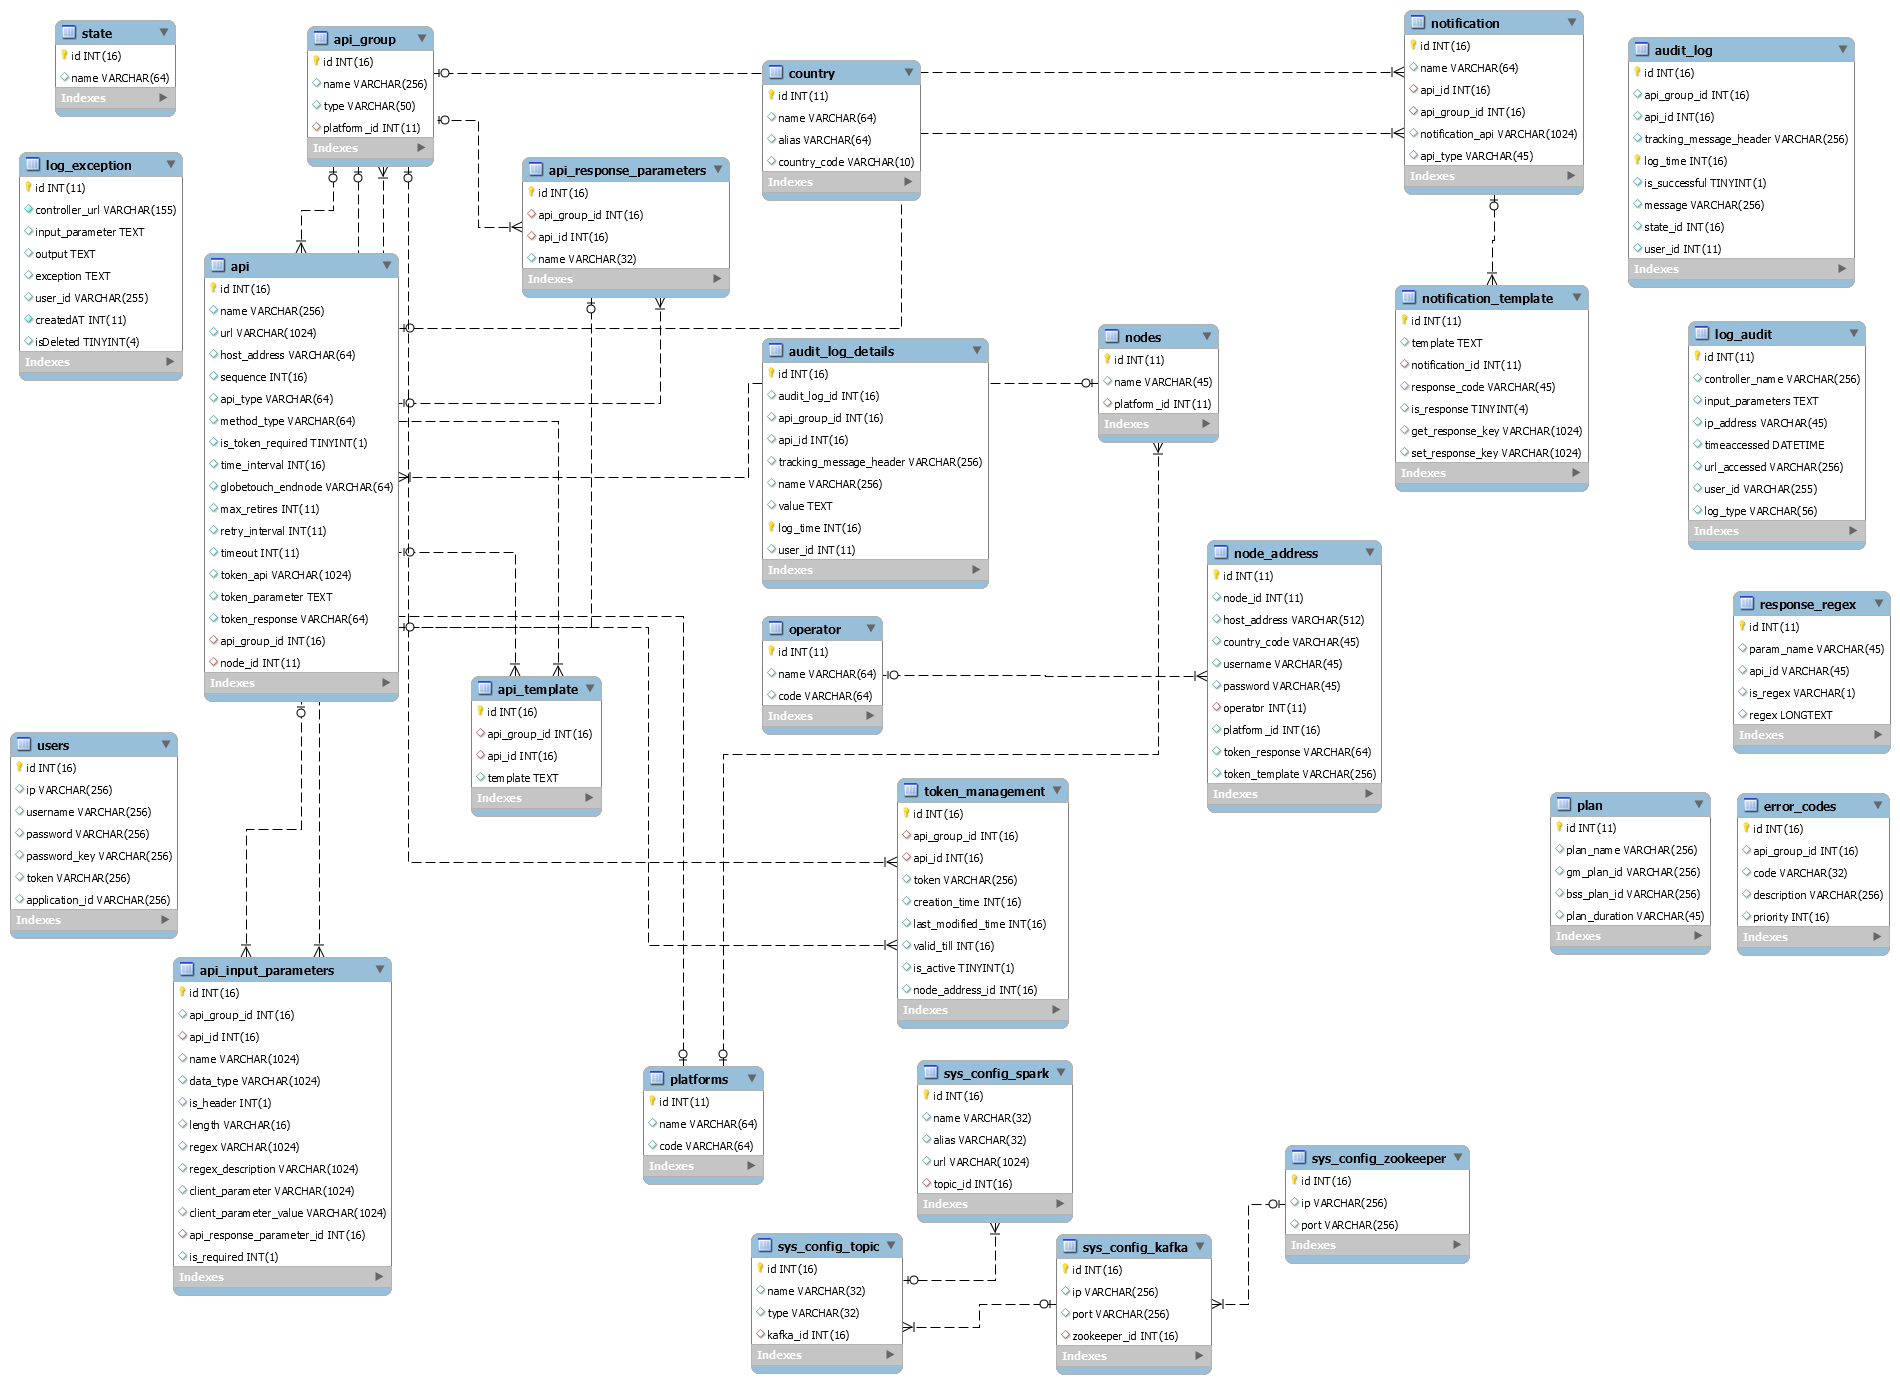 state
id INT(16)
name VARCHAR(64)
Indexes
api_group
id INT(16)
name VARCHAR(256)
type VARCHAR(50)
platform_id INT(11)
Indexes
country
id INT(11)
name VARCHAR(64)
alias VARCHAR(64)
country_code VARCHAR(10)
Indexes
notification
id INT(16)
name VARCHAR(64)
api_id INT(16)
api_group_id INT(16)
notification_api VARCHAR(1024)
api_type VARCHAR(45)
Indexes
audit_log
id INT(16)
api_group_id INT(16)
api_id INT(16)
tracking_message_header VARCHAR(256)
log_time INT(16)
is_successful TINYINT(1)
message VARCHAR(256)
state_id INT(16)
user_id INT(11)
Indexes
log_exception
id INT(11)
controller_url VARCHAR(155)
input_parameter TEXT
output TEXT
exception TEXT
user_id VARCHAR(255)
createdAT INT(11)
isDeleted TINYINT(4)
Indexes
api_response_parameters
id INT(16)
api_group_id INT(16)
api_id INT(16)
name VARCHAR(32)
Indexes
api
id INT(16)
name VARCHAR(256)
url VARCHAR(1024)
host_address VARCHAR(64)
sequence INT(16)
api_type VARCHAR(64)
method_type VARCHAR(64)
is_token_required TINYINT(1)
time_interval INT(16)
globetouch_endnode VARCHAR(64)
max_retires INT(11)
retry_interval INT(11)
timeout INT(11)
token_api VARCHAR(1024)
token_parameter TEXT
token_response VARCHAR(64)
api_group_id INT(16)
node_id INT(11)
Indexes
audit_log_details
id INT(16)
audit_log_id INT(16)
api_group_id INT(16)
api_id INT(16)
tracking_message_header VARCHAR(256)
name VARCHAR(256)
value TEXT
log_time INT(16)
user_id INT(11)
Indexes
nodes
id INT(11)
name VARCHAR(45)
platform_id INT(11)
Indexes
notification_template
id INT(11)
template TEXT
notification_id INT(11)
response_code VARCHAR(45)
is_response TINYINT(4)
get_response_key VARCHAR(1024)
set_response_key VARCHAR(1024)
Indexes
log_audit
id INT(11)
controller_name VARCHAR(256)
input_parameters TEXT
ip_address VARCHAR(45)
timeaccessed DATETIME
url_accessed VARCHAR(256)
user_id VARCHAR(255)
log_type VARCHAR(56)
Indexes
node_address
id INT(11)
node_id INT(11)
host_address VARCHAR(512)
country_code VARCHAR(45)
username VARCHAR(45)
password VARCHAR(45)
operator INT(11)
platform_id INT(16)
token_response VARCHAR(64)
token_template VARCHAR(256)
Indexes
response_regex
id INT(11)
param_name VARCHAR(45)
api_id VARCHAR(45)
is_regex VARCHAR(1)
regex LONGTEXT
Indexes
operator
id INT(11)
name VARCHAR(64)
code VARCHAR(64)
Indexes
api_template
id INT(16)
api_group_id INT(16)
api_id INT(16)
template TEXT
Indexes
users
id INT(16)
ip VARCHAR(256)
username VARCHAR(256)
password VARCHAR(256)
password_key VARCHAR(256)
token VARCHAR(256)
application_id VARCHAR(256)
Indexes
token_management
id INT(16)
api_group_id INT(16)
api_id INT(16)
token VARCHAR(256)
creation_time INT(16)
last_modified_time INT(16)
valid_till INT(16)
is_active TINYINT(1)
node_address_id INT(16)
Indexes
plan
id INT(11)
plan_name VARCHAR(256)
gm_plan_id VARCHAR(256)
bss_plan_id VARCHAR(256)
plan_duration VARCHAR(45)
Indexes
error_codes
id INT(16)
api_group_id INT(16)
code VARCHAR(32)
description VARCHAR(256)
priority INT(16)
Indexes
api_input_parameters
id INT(16)
api_group_id INT(16)
api_id INT(16)
name VARCHAR(1024)
data_type VARCHAR(1024)
is_header INT(1)
length VARCHAR(16)
regex VARCHAR(1024)
regex_description VARCHAR(1024)
client_parameter VARCHAR(1024)
client_parameter_value VARCHAR(1024)
api_response_parameter_id INT(16)
is_required INT(1)
Indexes
platforms
id INT(11)
name VARCHAR(64)
code VARCHAR(64)
Indexes
sys_config_spark
id INT(16)
name VARCHAR(32)
alias VARCHAR(32)
url VARCHAR(1024)
topic_id INT(16)
Indexes
sys_config_zookeeper
id INT(16)
ip VARCHAR(256)
port VARCHAR(256)
Indexes
sys_config_topic
id INT(16)
name VARCHAR(32)
type VARCHAR(32)
kafka_id INT(16)
Indexes
sys_config_kafka
id INT(16)
ip VARCHAR(256)
port VARCHAR(256)
zookeeper_id INT(16)
Indexes